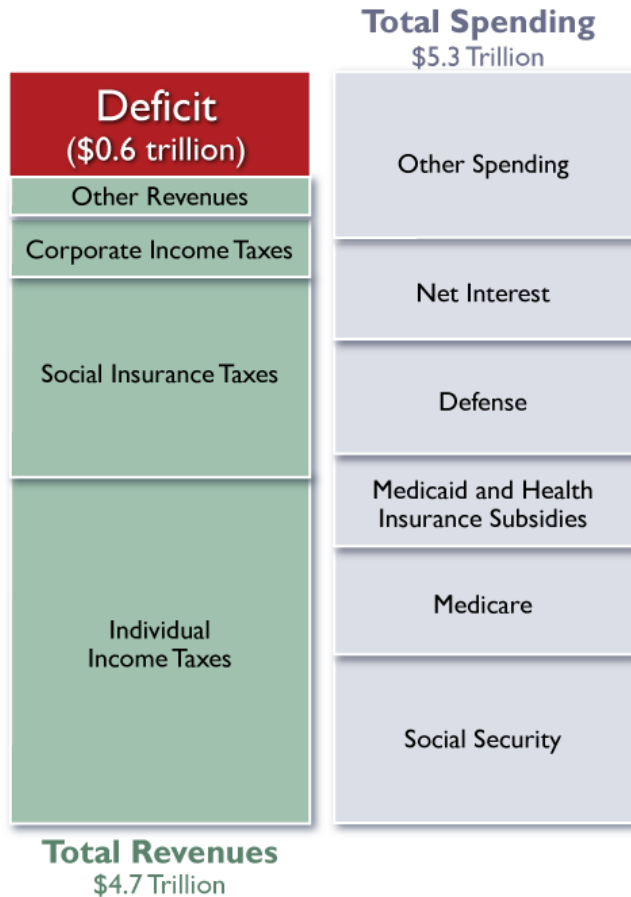 Total Spending
$5.3 Trillion
Deficit
($0.6 trillion)
Other Revenues
Corporate Income Taxes
Social Insurance Taxes
Individual
Income Taxes
Total Revenues
$4.7 Trillion
Other Spending
Net Interest
Defense
Medicaid and Health
Insurance Subsidies
Medicare
Social Security